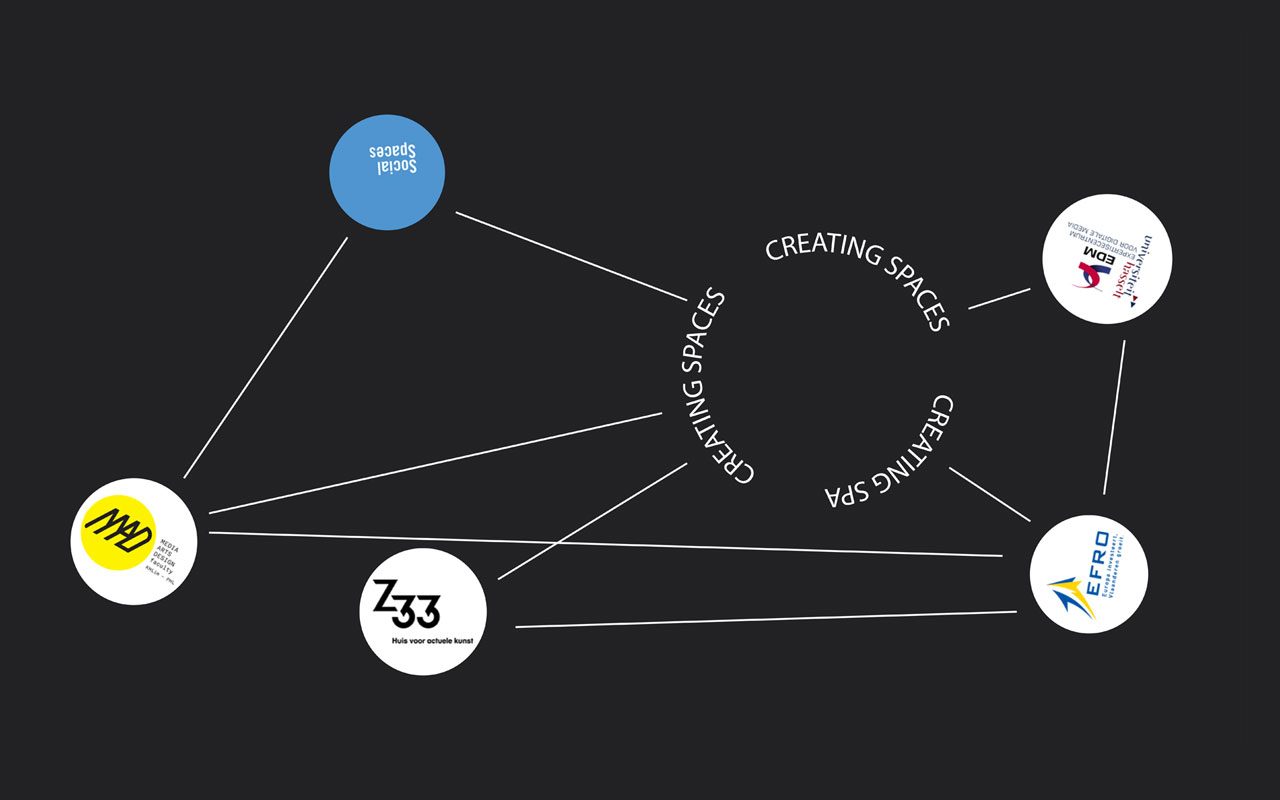 Social
Spaces
CREATING SPACES
CREATING SPACES
CREATING SPA
universiteit
hasselt
EDM
EXPERTISECENTRUM
VOOR DIGITALE MEDIA
MAD
MEDIA
ARTS
DESIGN
faculty
KHLim – PHL
Z33
Huis voor actuele kunst
EFRO
Europa investeert,
Vlaanderen groeit.